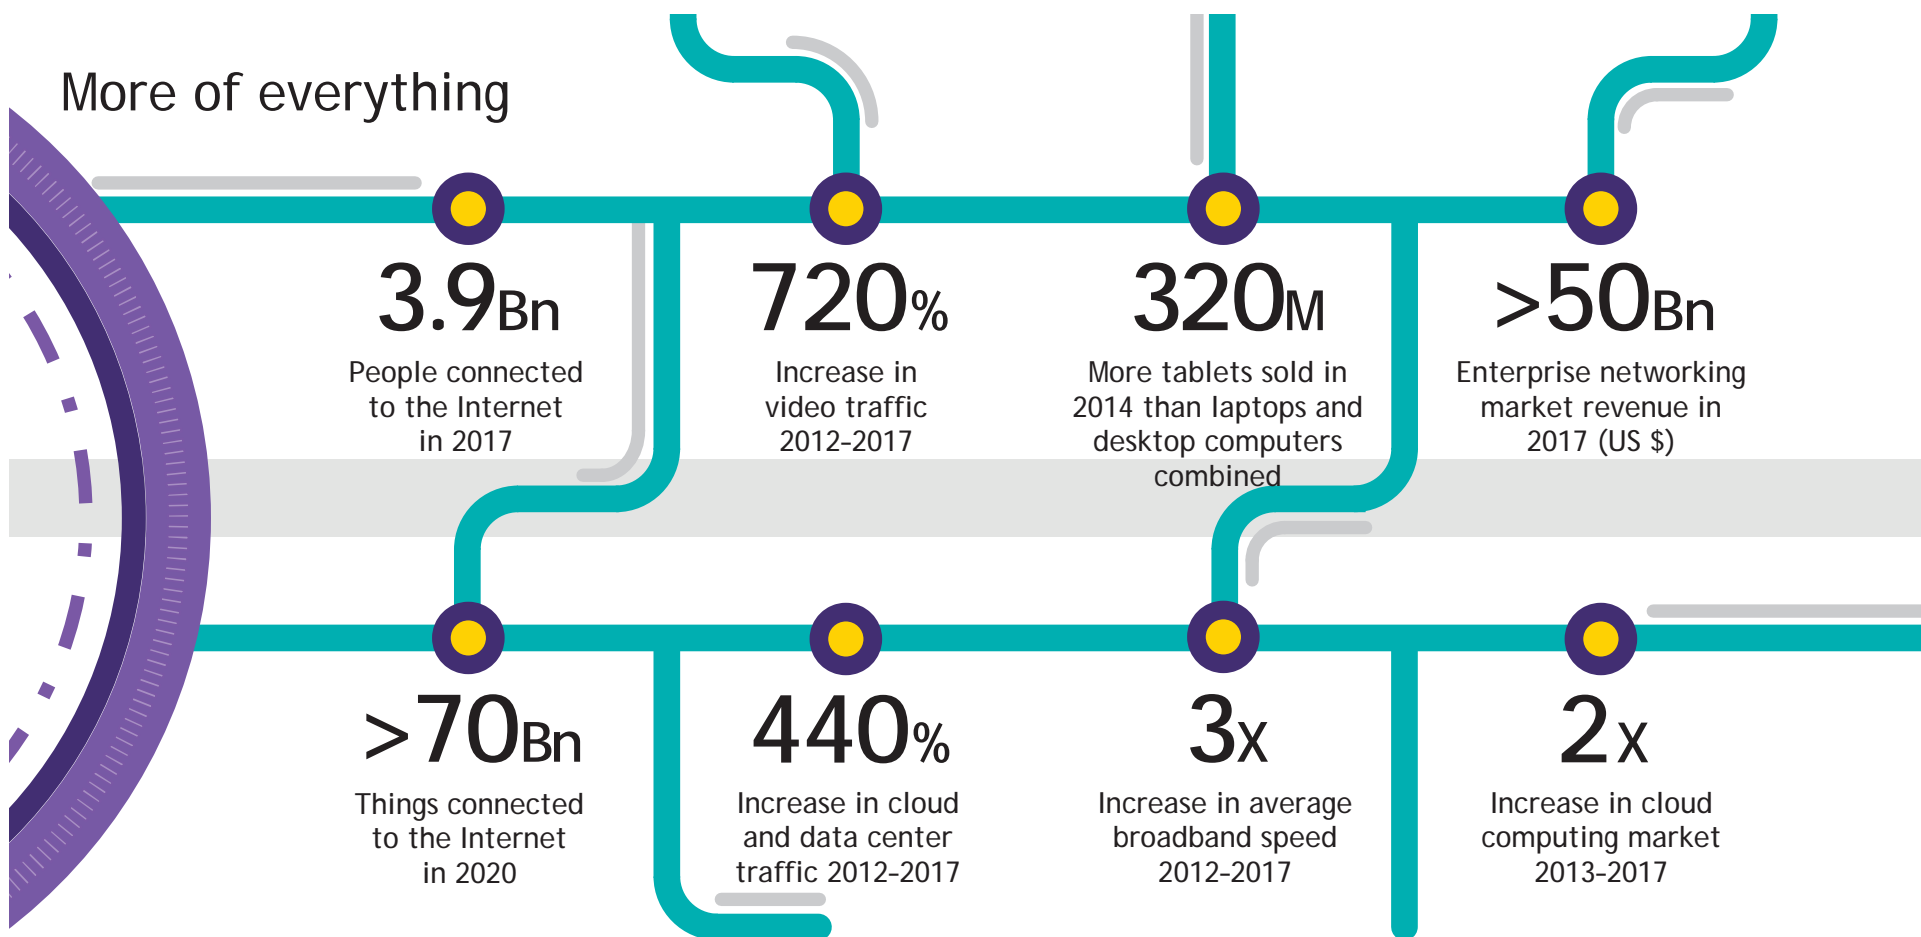 More of everything
3.9Bn
People connected
to the Internet
in 2017
720%
Increase in
video traffic
2012-2017
320M
More tablets sold in
2014 than laptops and
desktop computers
combined
>50Bn
Enterprise networking
market revenue in
2017 (US $)
>70Bn
Things connected
to the Internet
in 2020
440%
Increase in cloud
and data center
traffic 2012-2017
3x
Increase in average
broadband speed
2012-2017
2x
Increase in cloud
computing market
2013-2017